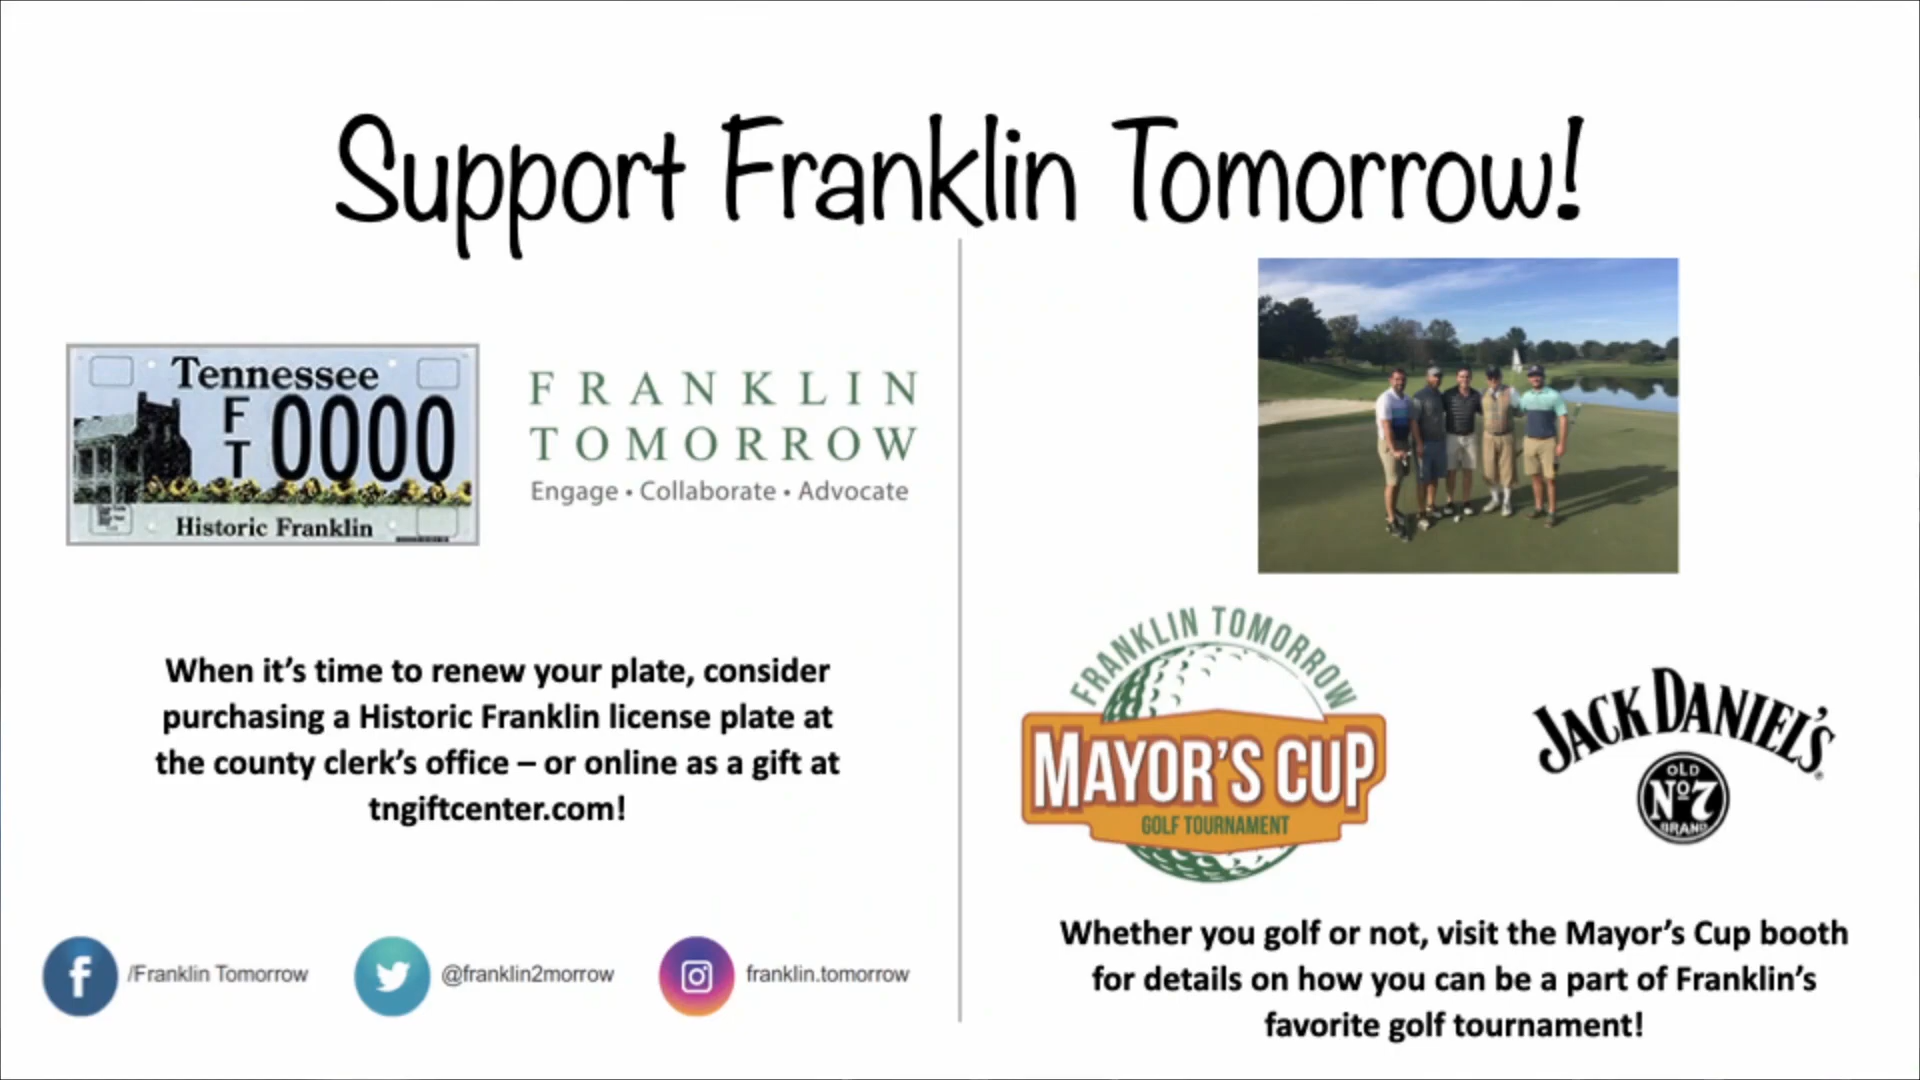 Support Franklin Tomorrow!
Tennessee
FT 0000
Historic Franklin
FRANKLIN
TOMORROW
Engage • Collaborate • Advocate
When it’s time to renew your plate, consider
purchasing a Historic Franklin license plate at
the county clerk’s office – or online as a gift at
tngiftcenter.com!
/Franklin Tomorrow
@franklin2morrow
franklin.tomorrow
FRANKLIN TOMORROW
MAYOR’S CUP
GOLF TOURNAMENT
JACK DANIEL’S
OLD
Nº7
BRAND
Whether you golf or not, visit the Mayor’s Cup booth
for details on how you can be a part of Franklin’s
favorite golf tournament!